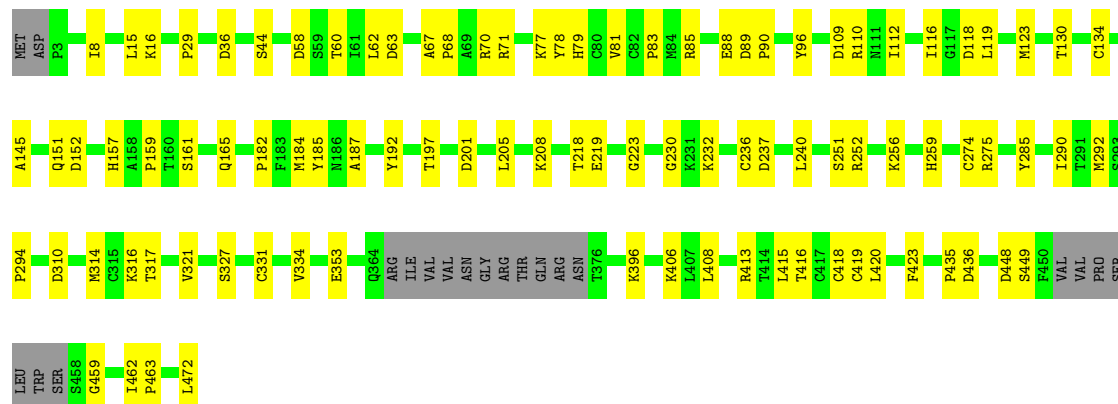 MET ASP P3 I8 L15 K16 P29 D36 S44 D58 S59 T60 I61 L62 D63 A67 P68 A69 R70 R71 K77 Y78 H79 C80 V81 C82 P83 M84 R85 E88 D89 P90 Y96 D109 R110 N111 I112 I116 G117 D118 L119 M123 T130 C134
A145 Q151 D152 H157 A158 P159 T160 S161 Q165 P182 F183 M184 Y185 N186 A187 Y192 T197 D201 L205 K208 T218 E219 G223 G230 K231 K232 C236 D237 L240 S251 R252 K256 H259 C274 R275 Y285 I290 T291 M292 S293
P294 D310 M314 C315 K316 T317 V321 S327 C331 V334 E353 Q364 ARG ILE VAL VAL ASN GLY ARG THR GLN ARG ASN T376 K396 K406 L407 L408 R413 T414 L415 T416 C417 C418 C419 L420 F423 P435 D436 D448 S449 F450 VAL VAL PRO SER
LEU TRP SER S458 G459 I462 P463 L472